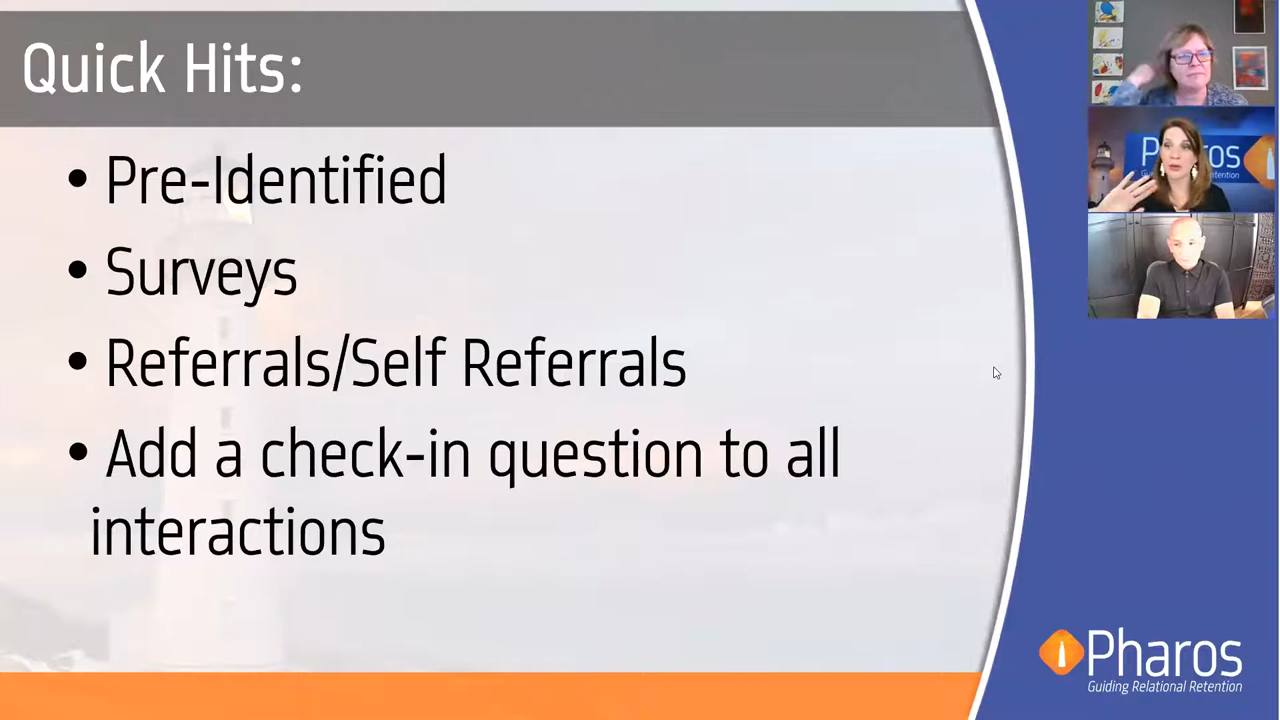 Quick Hits:
• Pre-Identified
• Surveys
• Referrals/Self Referrals
• Add a check-in question to all
interactions
Pharos
Guiding Relational Retention